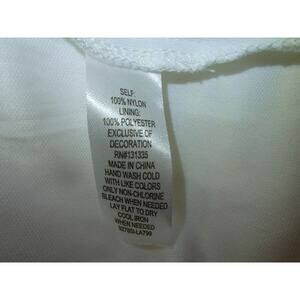 SELF:
100% NYLON
LINING:
100% POLYESTER
EXCLUSIVE OF
DECORATION
RN#131335
MADE IN CHINA
HAND WASH COLD
WITH LIKE COLORS
ONLY NON-CHLORINE
BLEACH WHEN NEEDED
LAY FLAT TO DRY
COOL IRON
WHEN NEEDED